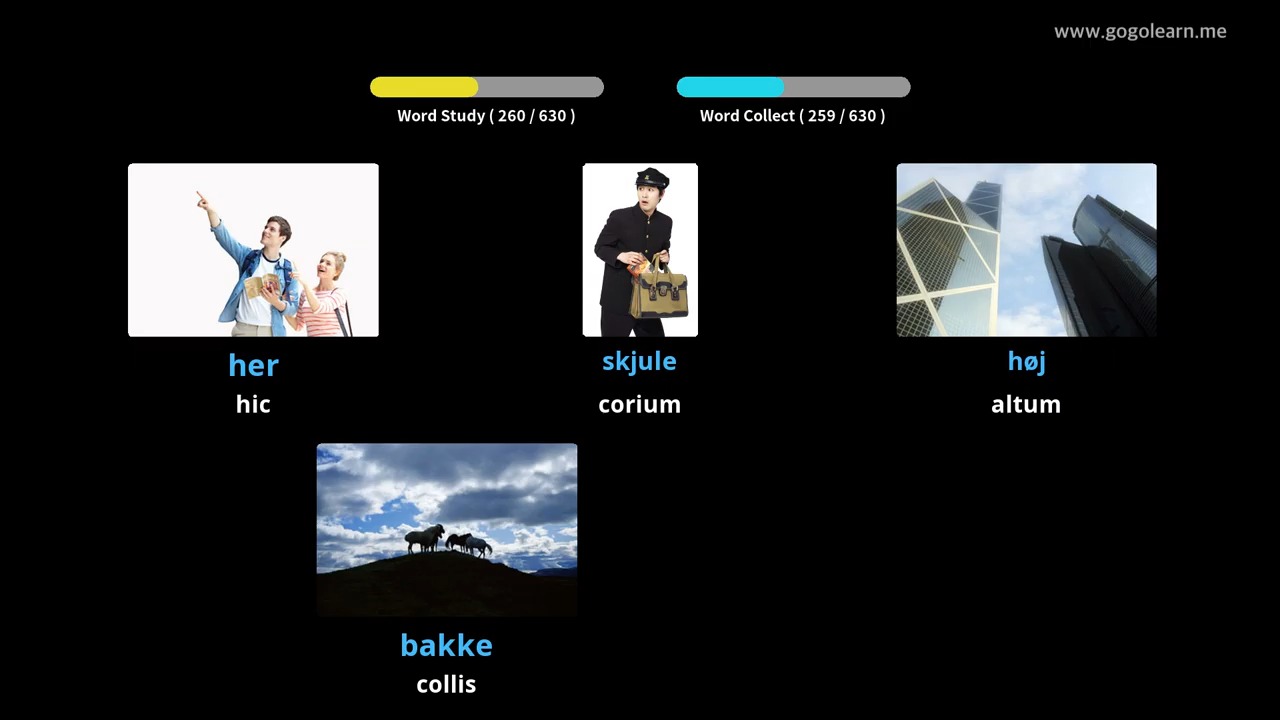 www.gogolearn.me
Word Study ( 260 / 630 )
Word Collect ( 259 / 630 )
her
hic
skjule
corium
høj
altum
bakke
collis